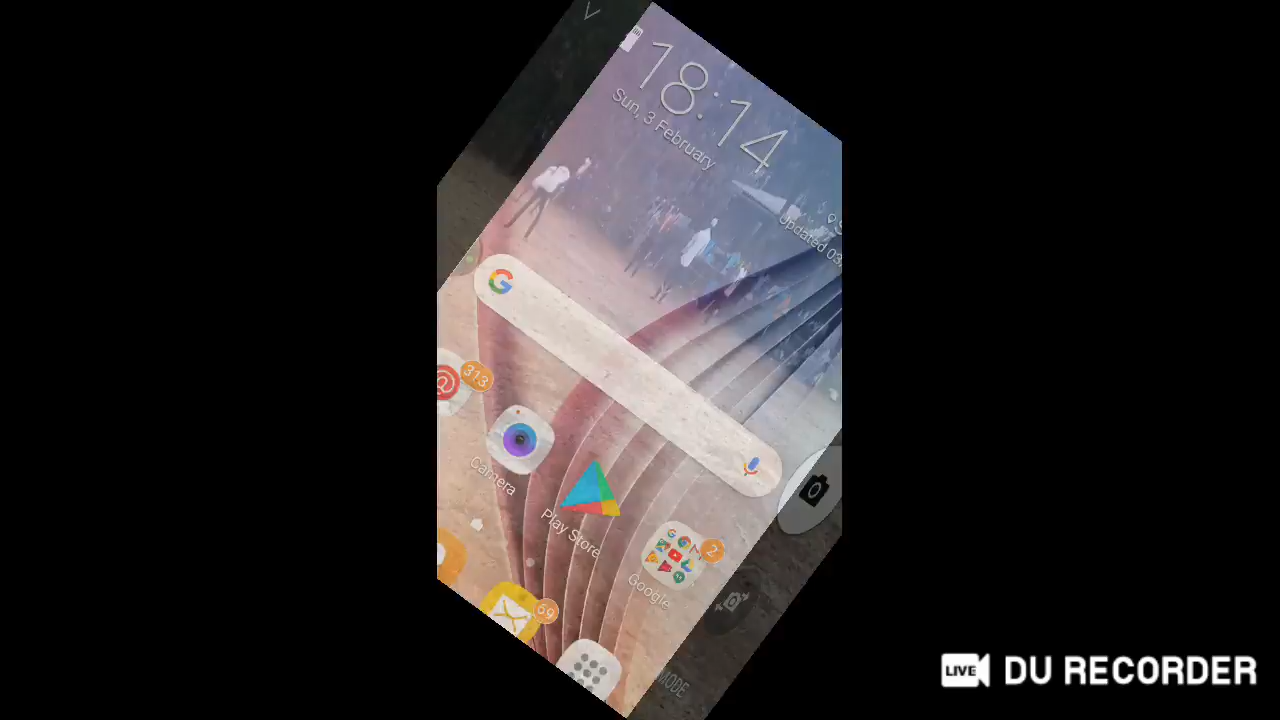 18:14
Sun, 3 February
Updated 03
313
Camera
Play Store
2
Google
69
MODE
LIVE
DU RECORDER